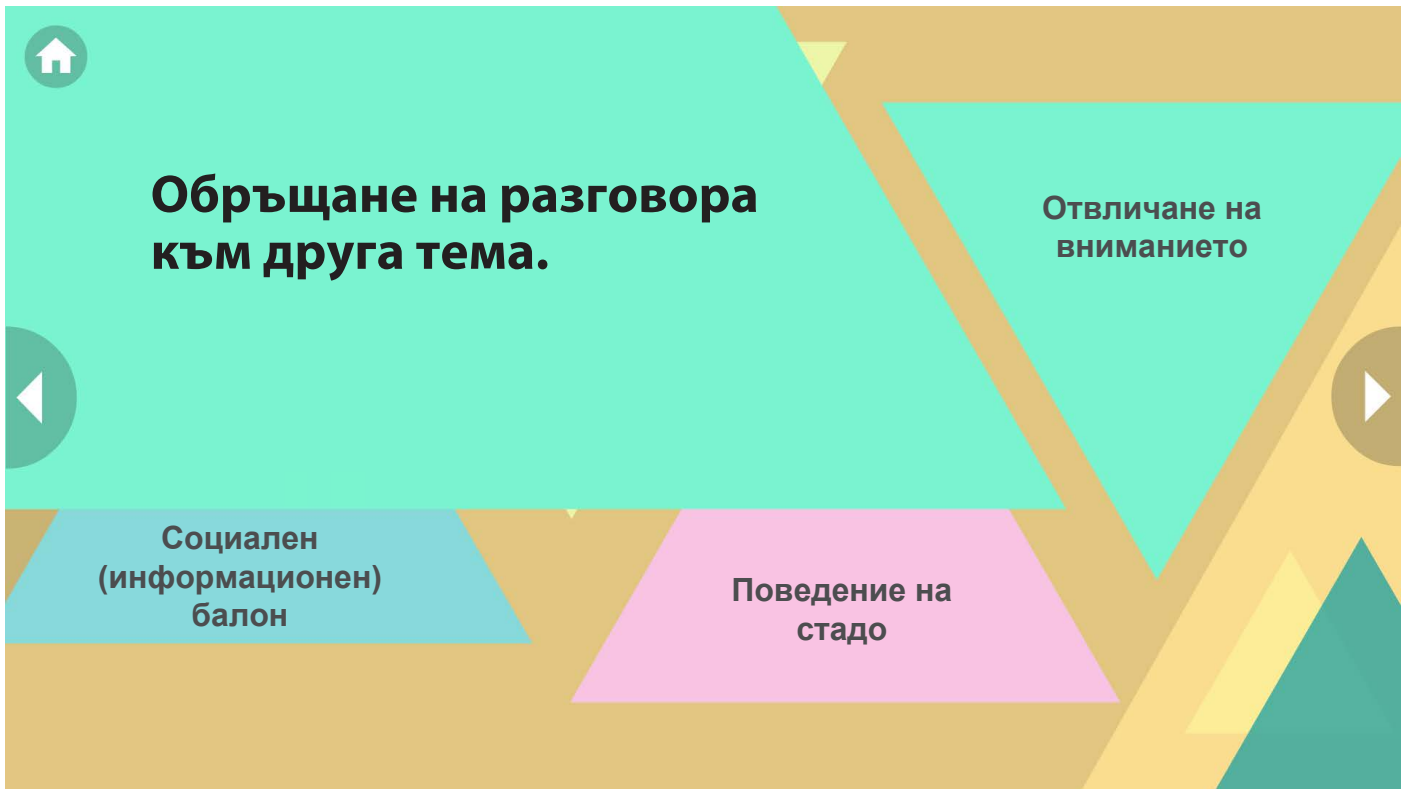 Обръщане на разговора
към друга тема.
Отвличане на
вниманието
Социален
(информационен)
балон
Поведение на
стадо